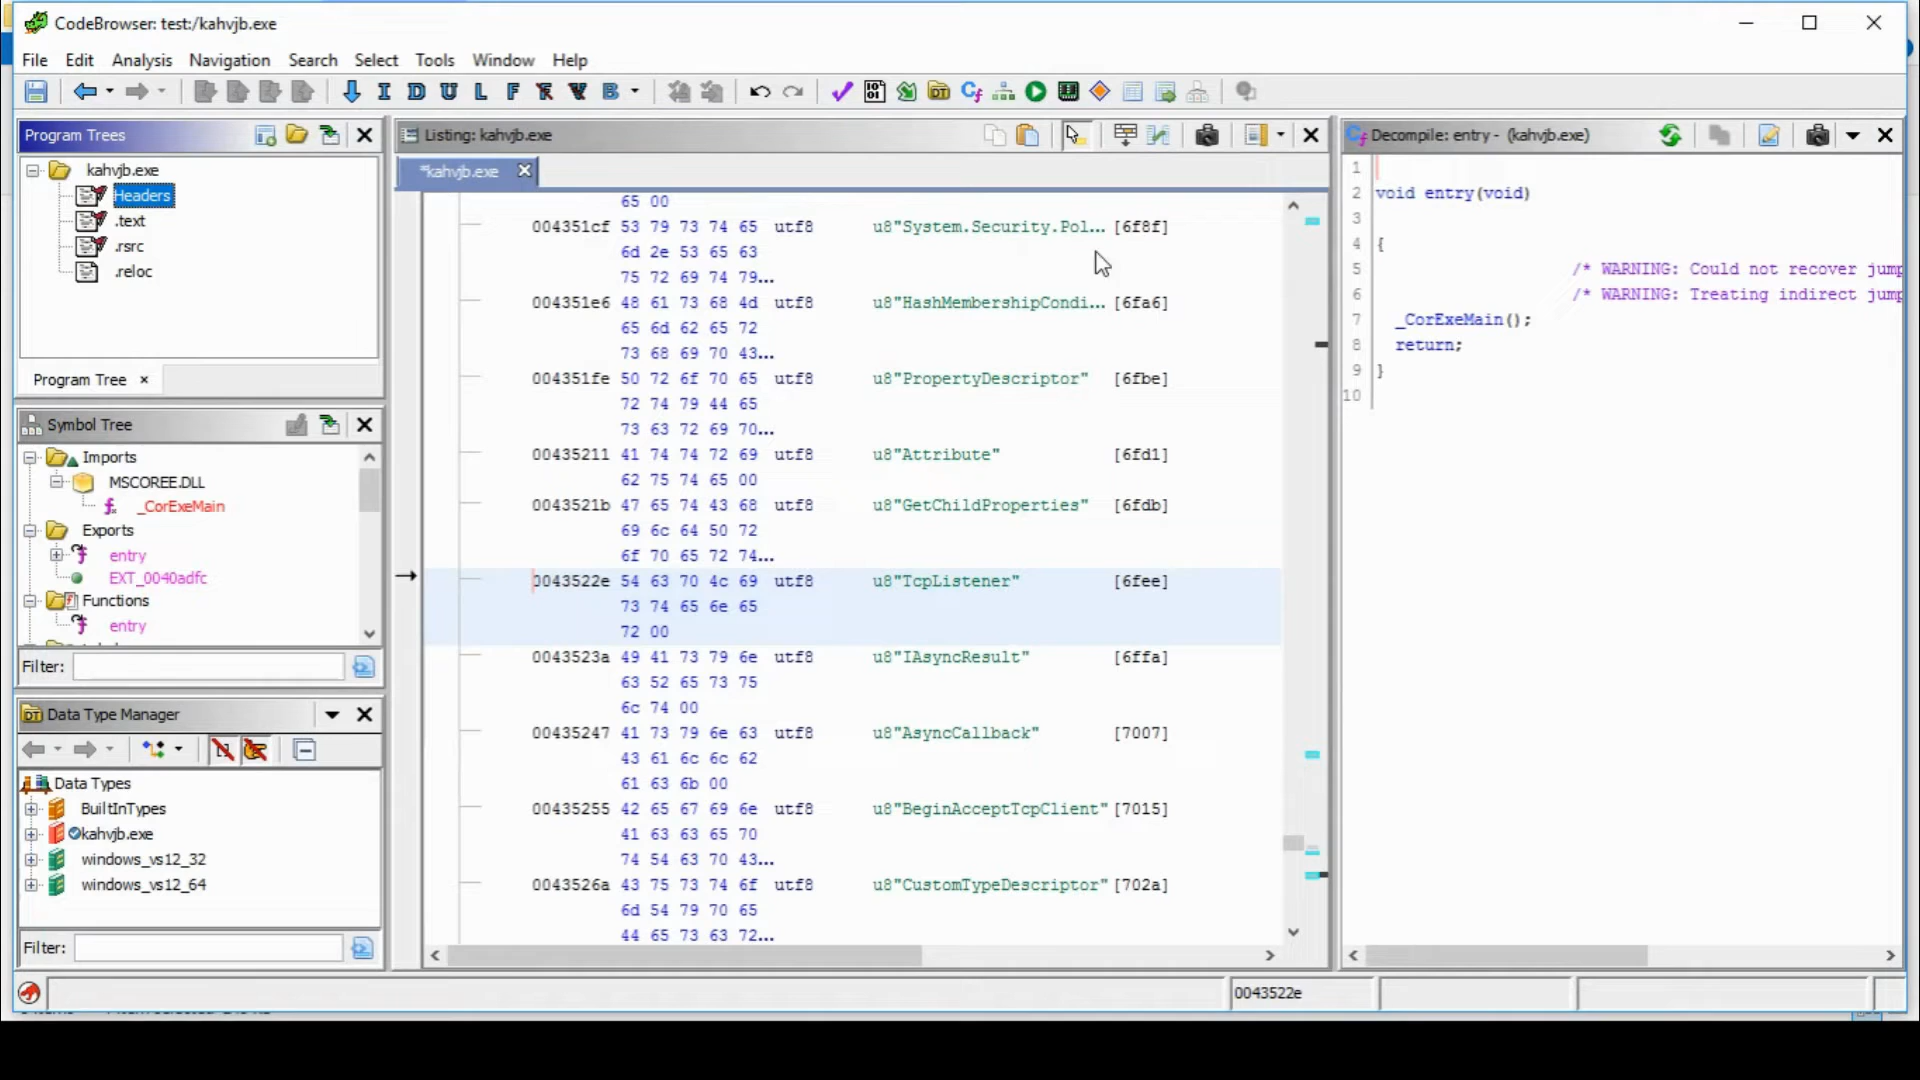 CodeBrowser: test:/kahvjb.exe
File Edit Analysis Navigation Search Select Tools Window Help
I D U L F B
Program Trees
kahvjb.exe
Headers
.text
.rsrc
.reloc
Program Tree ×
Symbol Tree
Imports
MSCOREE.DLL
_CorExeMain
Exports
entry
EXT_0040adfc
Functions
entry
Filter:
Data Type Manager
Data Types
BuiltInTypes
kahvjb.exe
windows_vs12_32
windows_vs12_64
Filter:
Listing: kahvjb.exe
*kahvjb.exe
65 00
004351cf 53 79 73 74 65 utf8 u8"System.Security.Pol... [6f8f]
6d 2e 53 65 63
75 72 69 74 79...
004351e6 48 61 73 68 4d utf8 u8"HashMembershipCondi... [6fa6]
65 6d 62 65 72
73 68 69 70 43...
004351fe 50 72 6f 70 65 utf8 u8"PropertyDescriptor" [6fbe]
72 74 79 44 65
73 63 72 69 70...
00435211 41 74 74 72 69 utf8 u8"Attribute" [6fd1]
62 75 74 65 00
0043521b 47 65 74 43 68 utf8 u8"GetChildProperties" [6fdb]
69 6c 64 50 72
6f 70 65 72 74...
0043522e 54 63 70 4c 69 utf8 u8"TcpListener" [6fee]
73 74 65 6e 65
72 00
0043523a 49 41 73 79 6e utf8 u8"IAsyncResult" [6ffa]
63 52 65 73 75
6c 74 00
00435247 41 73 79 6e 63 utf8 u8"AsyncCallback" [7007]
43 61 6c 6c 62
61 63 6b 00
00435255 42 65 67 69 6e utf8 u8"BeginAcceptTcpClient" [7015]
41 63 63 65 70
74 54 63 70 43...
0043526a 43 75 73 74 6f utf8 u8"CustomTypeDescriptor" [702a]
6d 54 79 70 65
44 65 73 63 72...
Decompile: entry - (kahvjb.exe)
1
2 void entry(void)
3
4 {
5 /* WARNING: Could not recover jump
6 /* WARNING: Treating indirect jump
7 _CorExeMain();
8 return;
9 }
10
0043522e